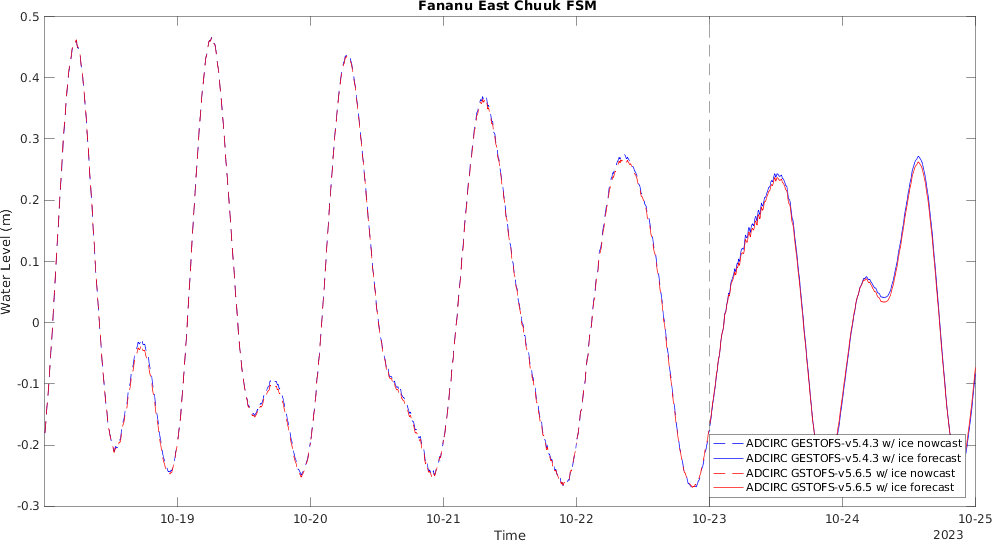 Fananu East Chuuk FSM
Water Level (m)
0.5
0.4
0.3
0.2
0.1
0
-0.1
-0.2
-0.3
10-19
10-20
10-21
10-22
10-23
10-24
10-25
Time
2023
ADCIRC GESTOFS-v5.4.3 w/ ice nowcast
ADCIRC GESTOFS-v5.4.3 w/ ice forecast
ADCIRC GSTOFS-v5.6.5 w/ ice nowcast
ADCIRC GSTOFS-v5.6.5 w/ ice forecast